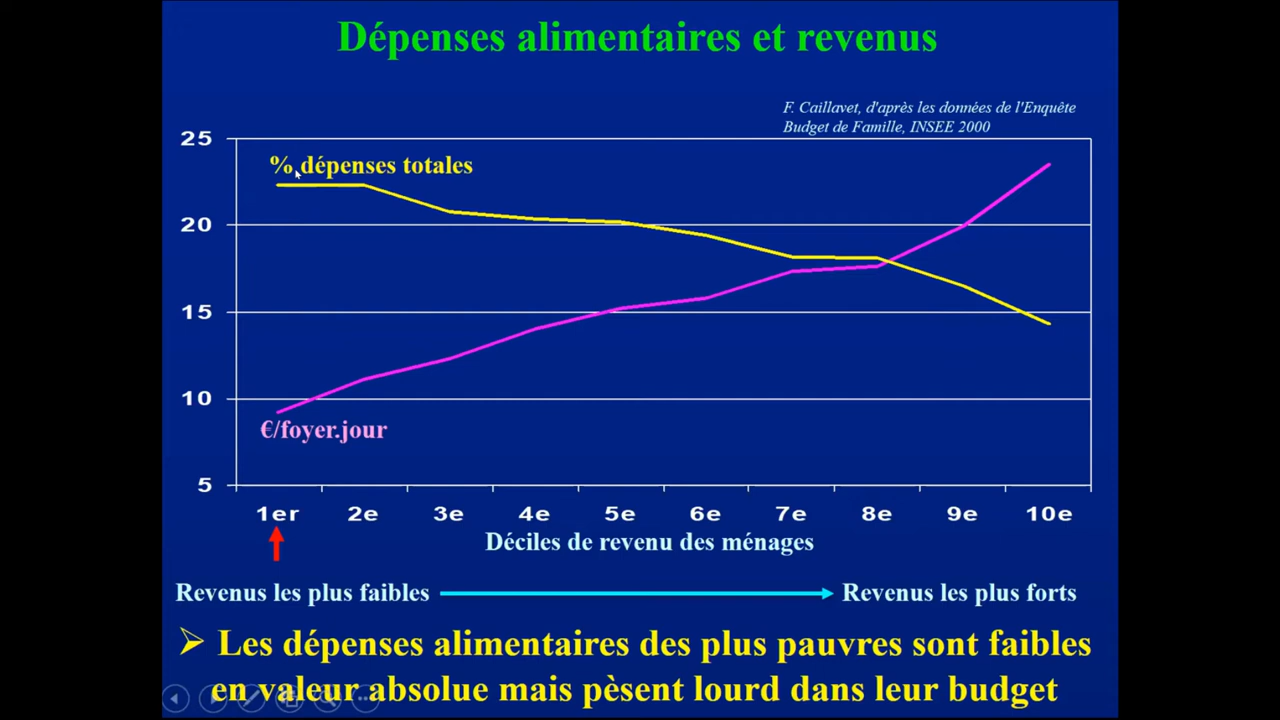 Dépenses alimentaires et revenus
F. Caillavet, d'après les données de l'Enquête
Budget de Famille, INSEE 2000
25
% dépenses totales
20
15
10
€/foyer.jour
5
1er 2e 3e 4e 5e 6e 7e 8e 9e 10e
Déciles de revenu des ménages
Revenus les plus faibles
Revenus les plus forts
➢ Les dépenses alimentaires des plus pauvres sont faibles
en valeur absolue mais pèsent lourd dans leur budget